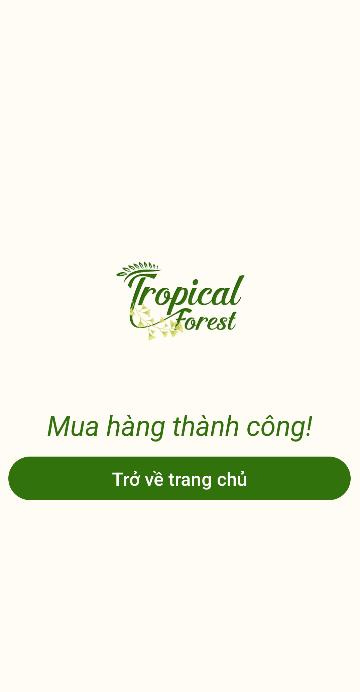 Tropical
Forest
Mua hàng thành công!
Trở về trang chủ